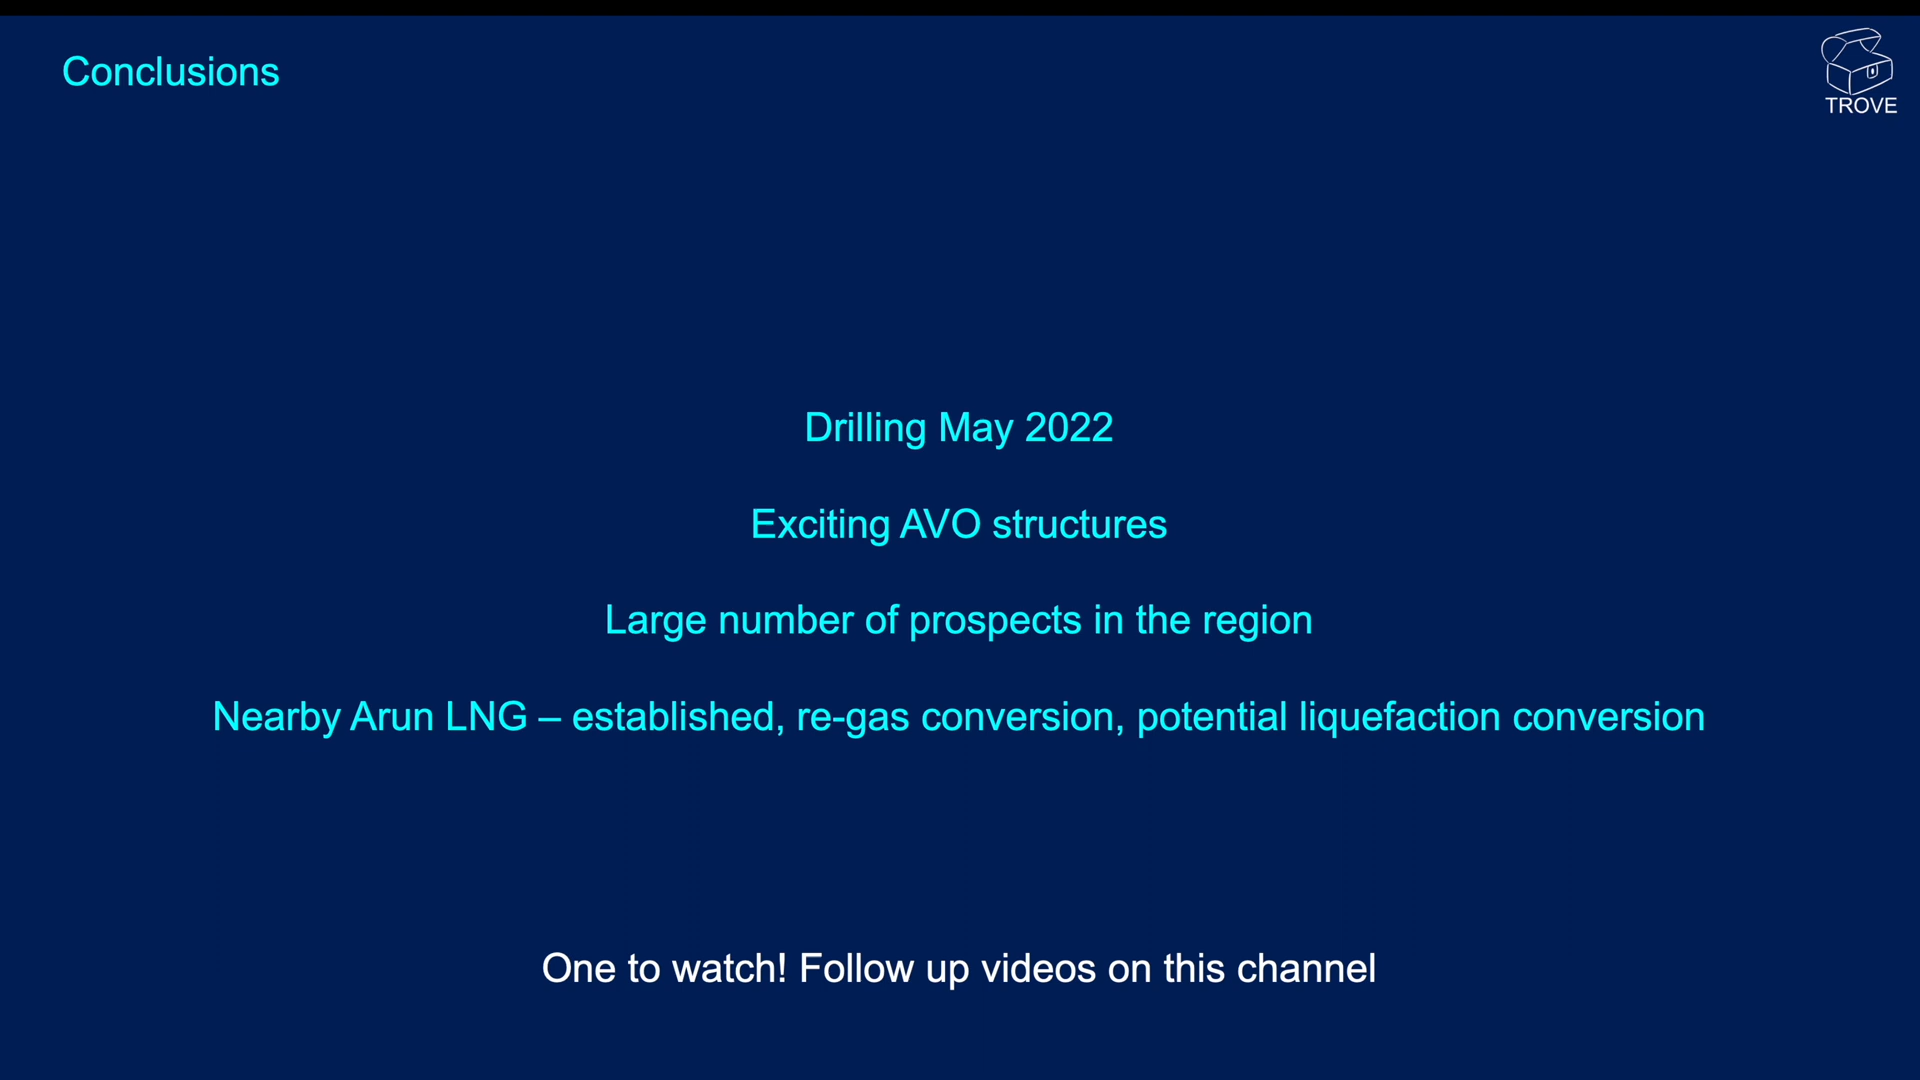 Conclusions
TROVE
Drilling May 2022
Exciting AVO structures
Large number of prospects in the region
Nearby Arun LNG – established, re-gas conversion, potential liquefaction conversion
One to watch! Follow up videos on this channel